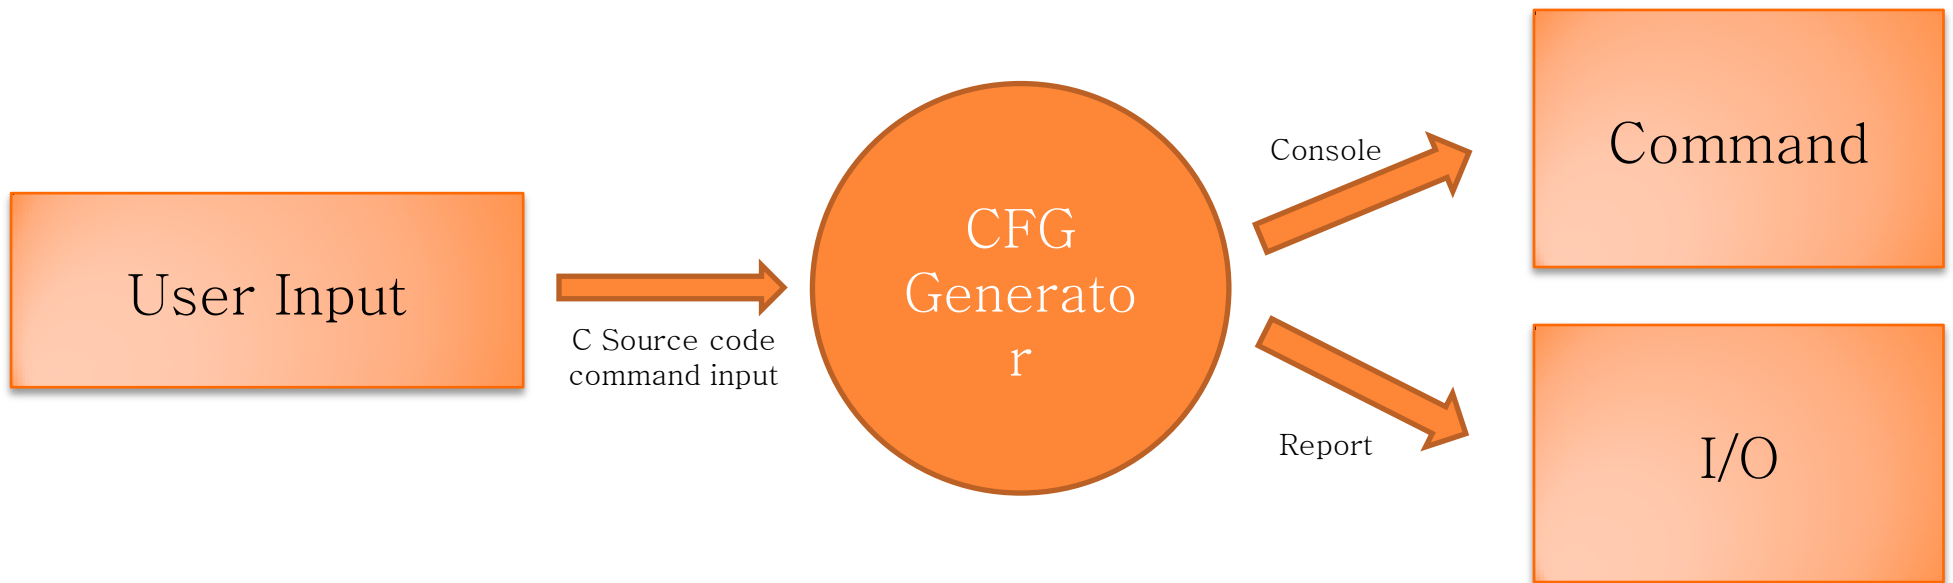 User Input
C Source code
command input
CFG
Generato
r
Console
Report
Command
I/O